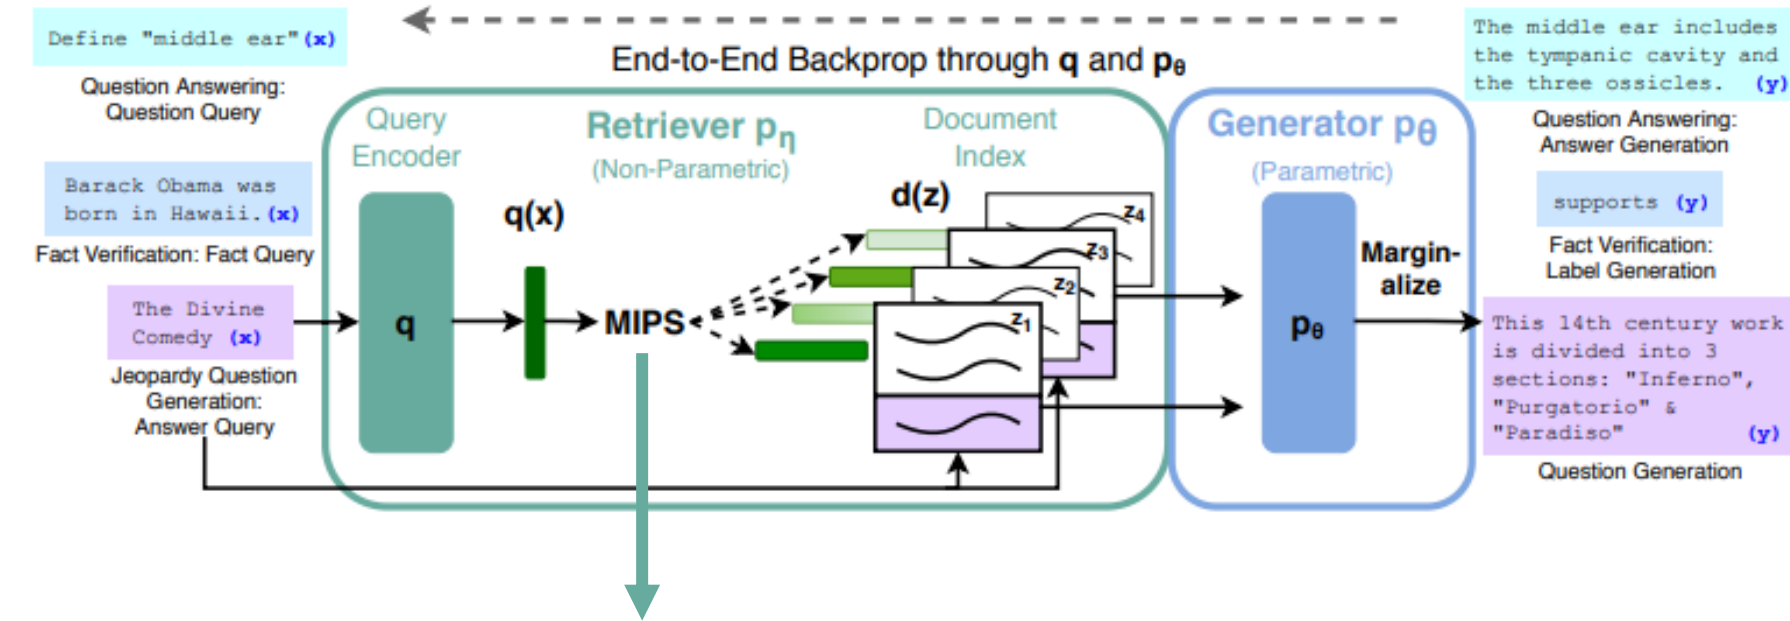 Define "middle ear"(x)
Question Answering:
Question Query
Barack Obama was
born in Hawaii.(x)
Fact Verification: Fact Query
The Divine
Comedy (x)
Jeopardy Question
Generation:
Answer Query
End-to-End Backprop through q and pθ
Query
Encoder
Retriever pη
(Non-Parametric)
Document
Index
q
q(x)
MIPS
d(z)
z4
z3
z2
z1
Generator pθ
(Parametric)
pθ
Margin-
alize
The middle ear includes
the tympanic cavity and
the three ossicles. (y)
Question Answering:
Answer Generation
supports (y)
Fact Verification:
Label Generation
This 14th century work
is divided into 3
sections: "Inferno",
"Purgatorio" &
"Paradiso" (y)
Question Generation